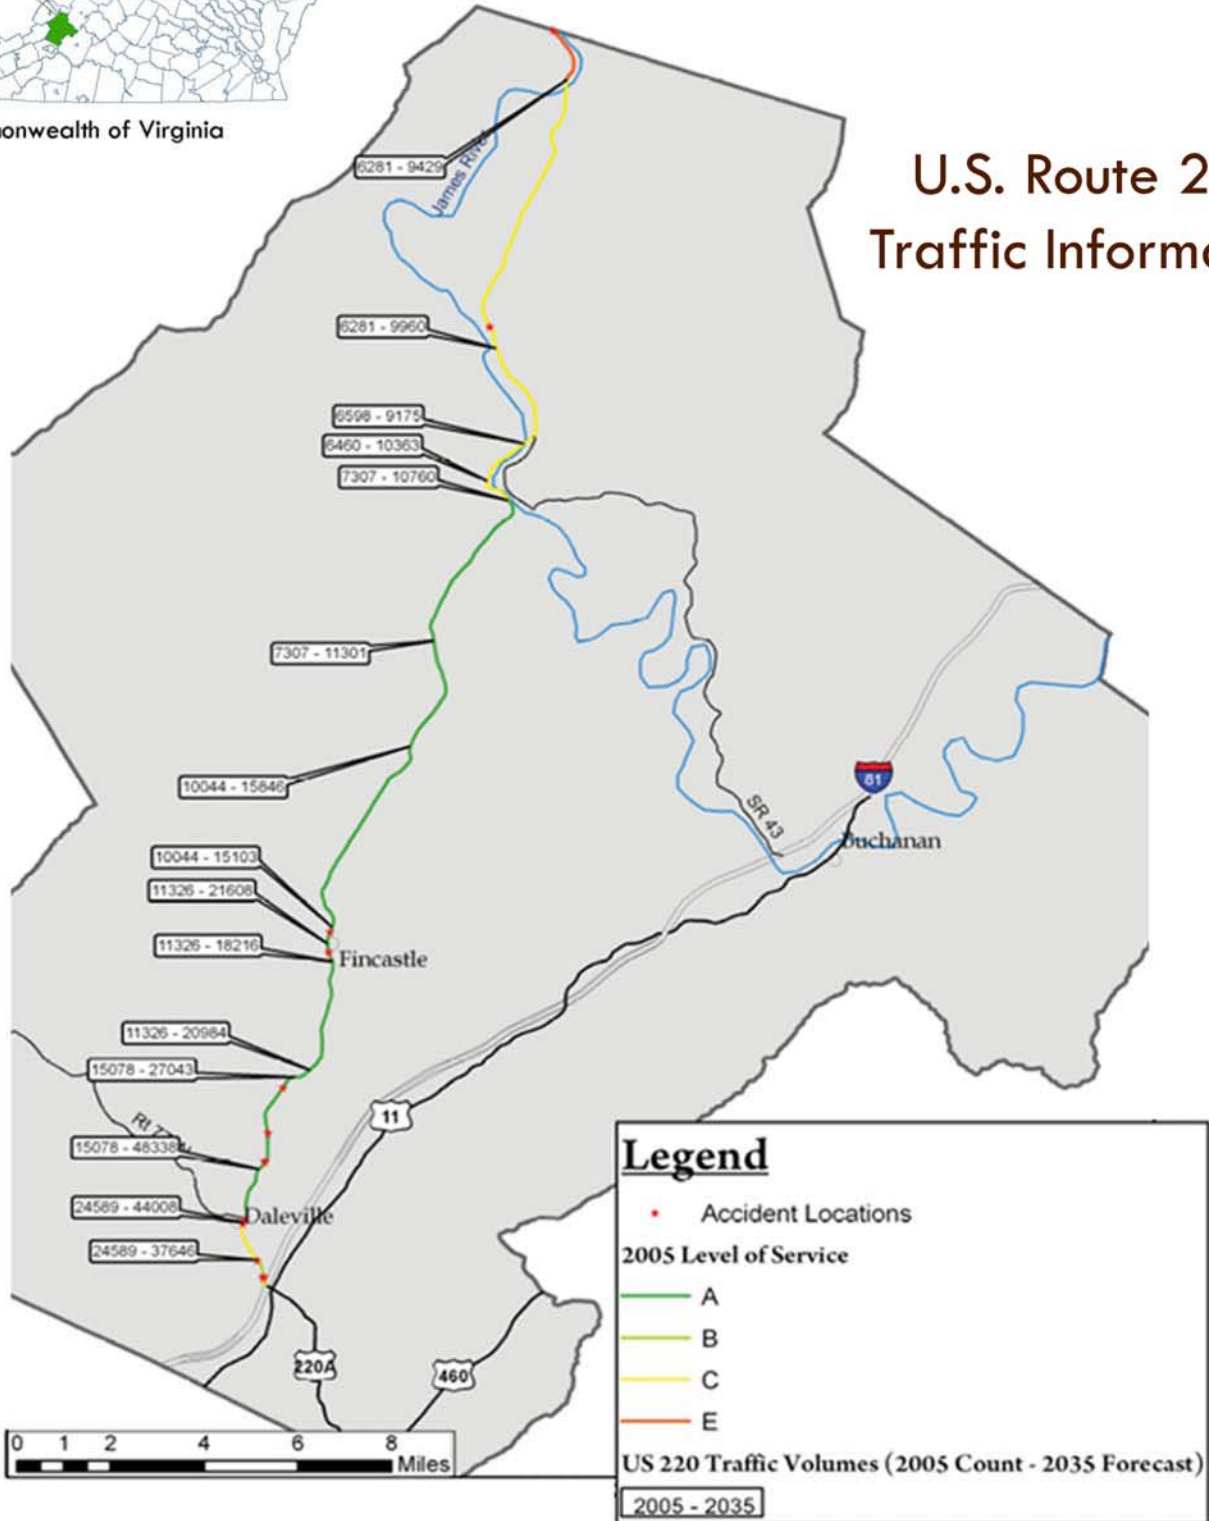 onwealth of Virginia
U.S. Route 2
Traffic Informa
6281 - 9429
James River
6281 - 9960
6598 - 9175
6460 - 10363
7307 - 10760
7307 - 11301
10044 - 15846
SR 43
81
Buchanan
10044 - 15103
11326 - 21608
11326 - 18216
Fincastle
11326 - 20984
15078 - 27043
11
15078 - 48338
24589 - 44008
Daleville
24589 - 37646
220A
460
Legend
Accident Locations
2005 Level of Service
A
B
C
E
US 220 Traffic Volumes (2005 Count - 2035 Forecast)
2005 - 2035
0 1 2 4 6 8
Miles